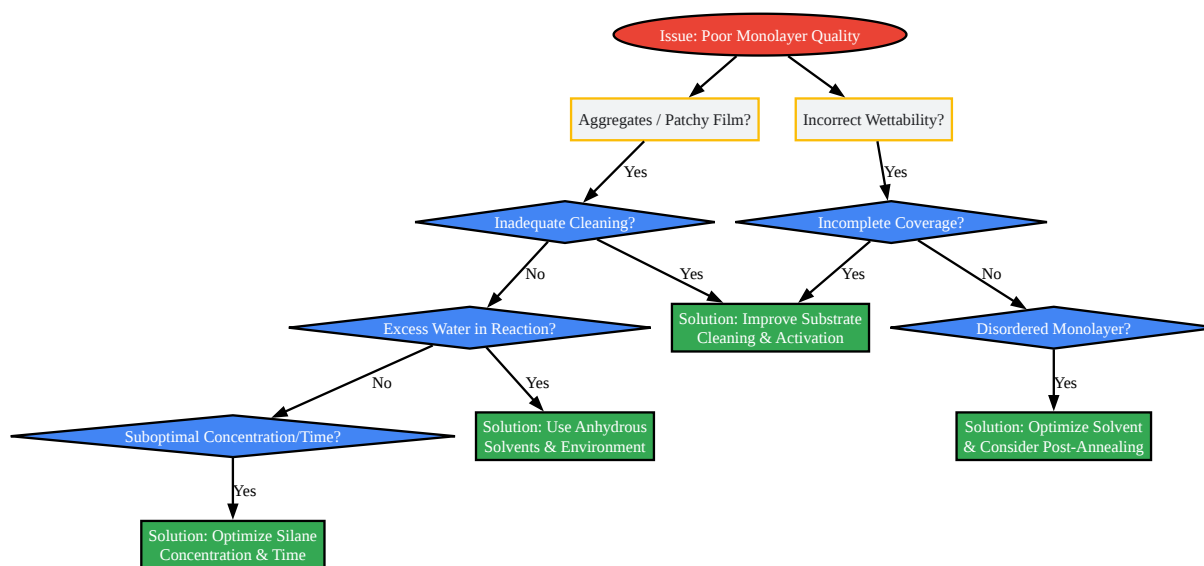 Issue: Poor Monolayer Quality
Aggregates / Patchy Film?
Incorrect Wettability?
Yes
Yes
Inadequate Cleaning?
Incomplete Coverage?
No
Yes
Yes
No
Excess Water in Reaction?
Solution: Improve Substrate
Cleaning & Activation
Disordered Monolayer?
No
Yes
Yes
Suboptimal Concentration/Time?
Solution: Use Anhydrous
Solvents & Environment
Solution: Optimize Solvent
& Consider Post-Annealing
Yes
Solution: Optimize Silane
Concentration & Time